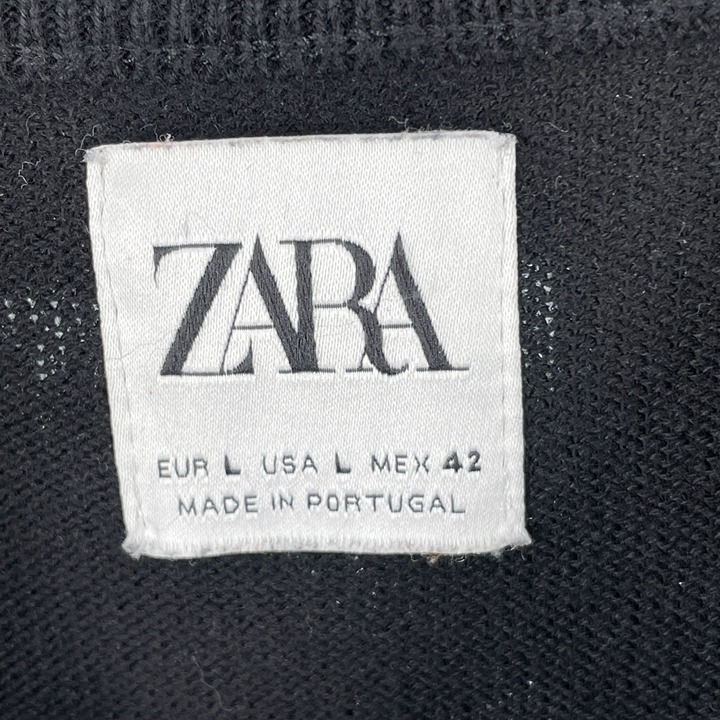 ZARA
EUR L USA L MEX 42
MADE IN PORTUGAL